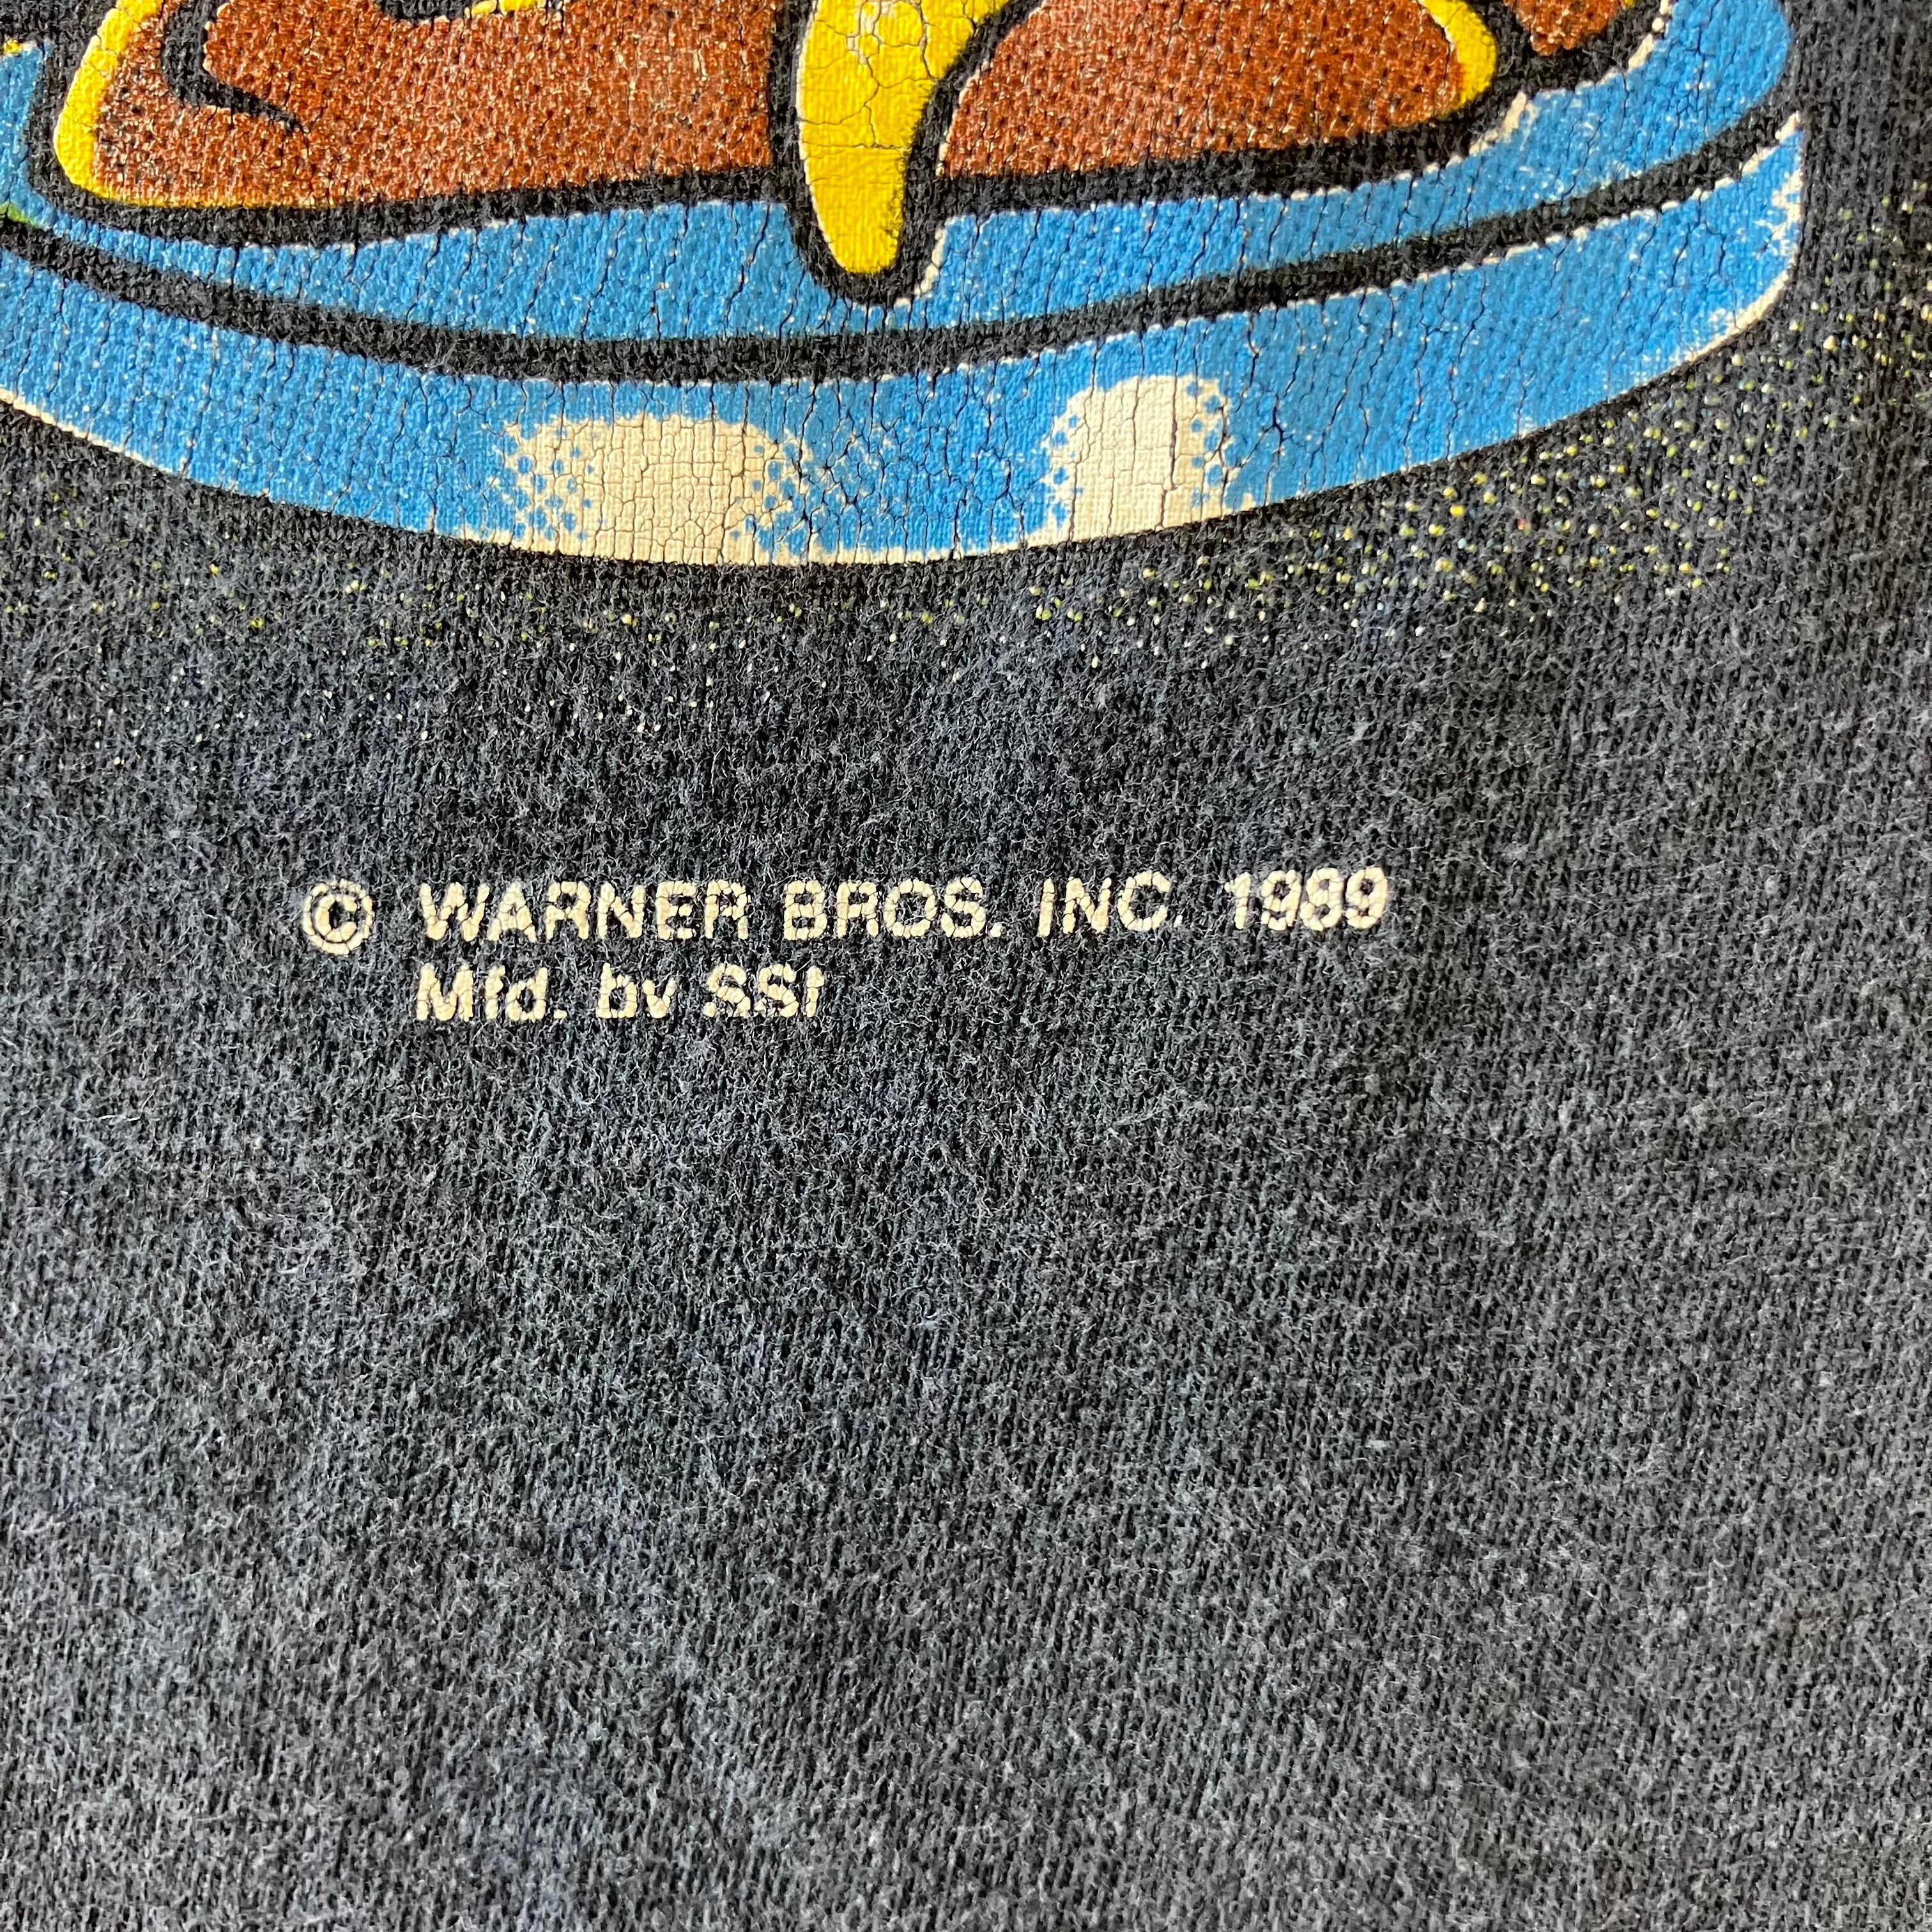 © WARNER BROS. INC. 1989
Mfd. by SSI